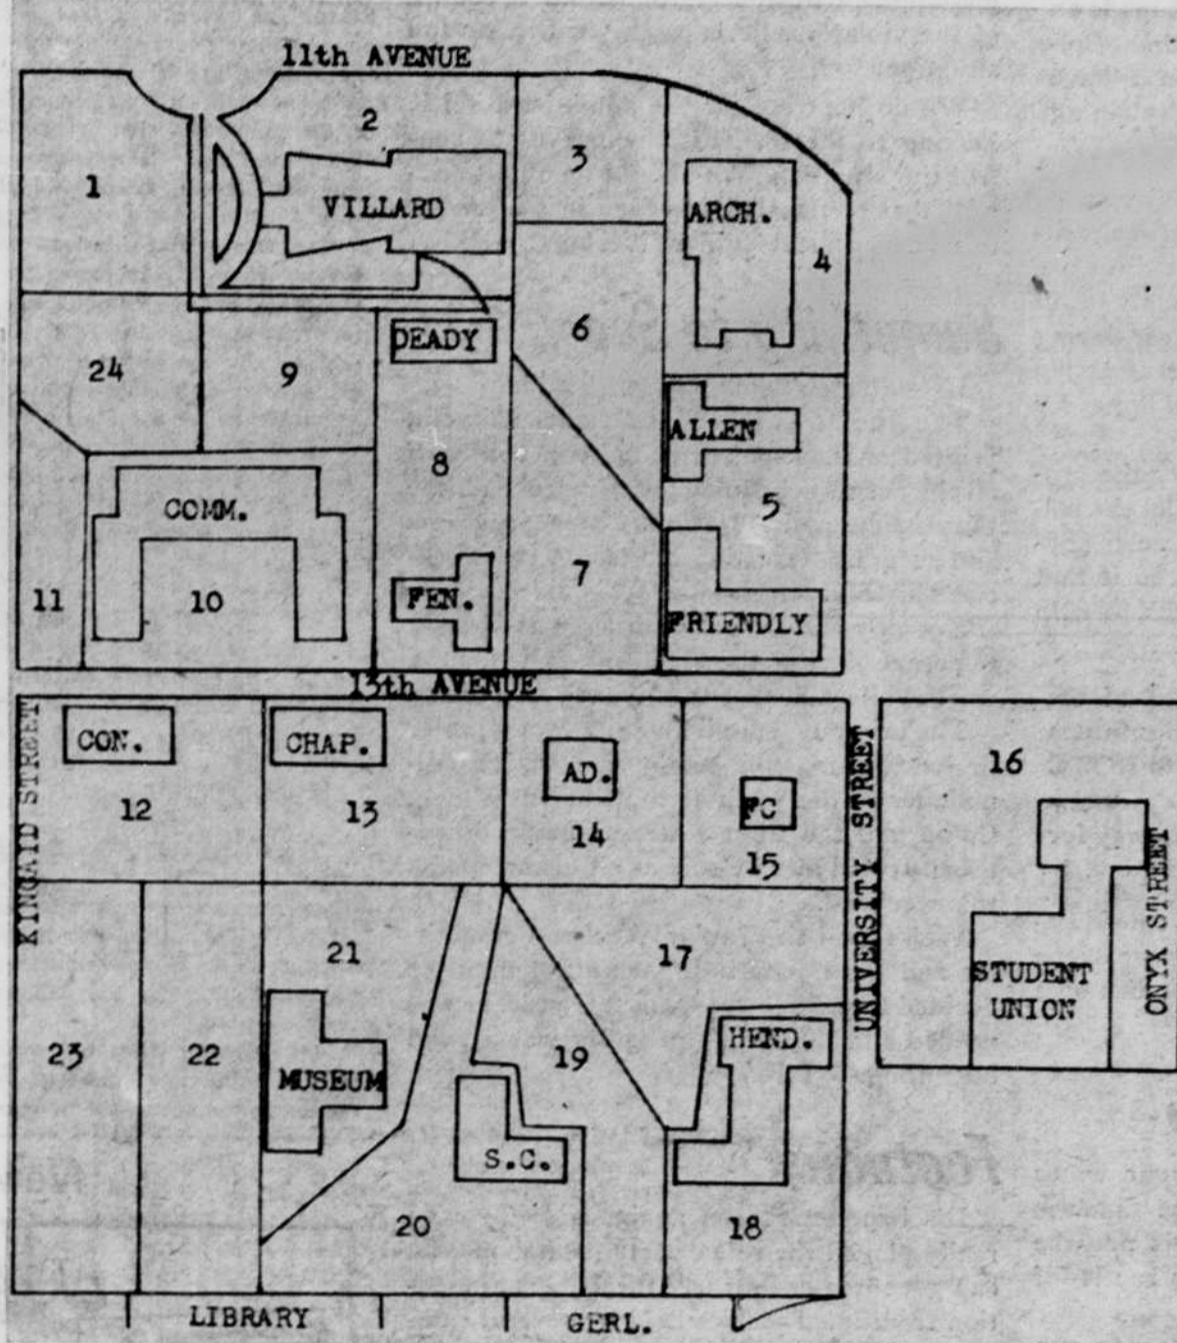 11th AVENUE
2
3
1
VILLARD
ARCH.
4
6
DEADY
24
9
ALLEN
8
COMM.
5
7
11
10
FEN.
FRIENDLY
13th AVENUE
KINCAID STREET
CON.
CHAP.
AD.
FC
12
13
14
15
UNIVERSITY STREET
16
ONYX STREET
STUDENT
UNION
21
17
23
22
MUSEUM
19
HEND.
S.C.
20
18
LIBRARY
GERL.